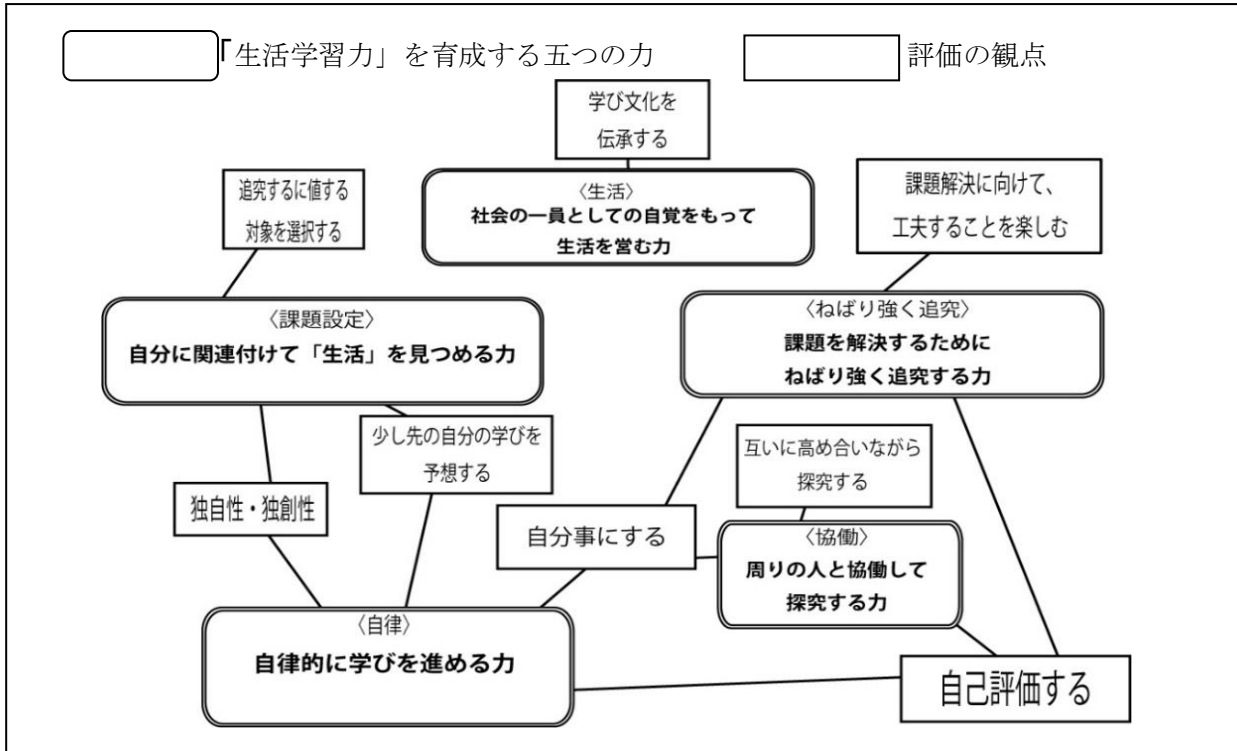 「生活学習力」を育成する五つの力
評価の観点
学び文化を
伝承する
追究するに値する
対象を選択する
〈生活〉
社会の一員としての自覚をもって
生活を営む力
課題解決に向けて、
工夫することを楽しむ
〈課題設定〉
自分に関連付けて「生活」を見つめる力
〈ねばり強く追究〉
課題を解決するために
ねばり強く追究する力
少し先の自分の学びを
予想する
互いに高め合いながら
探究する
独自性・独創性
自分事にする
〈協働〉
周りの人と協働して
探究する力
〈自律〉
自律的に学びを進める力
自己評価する